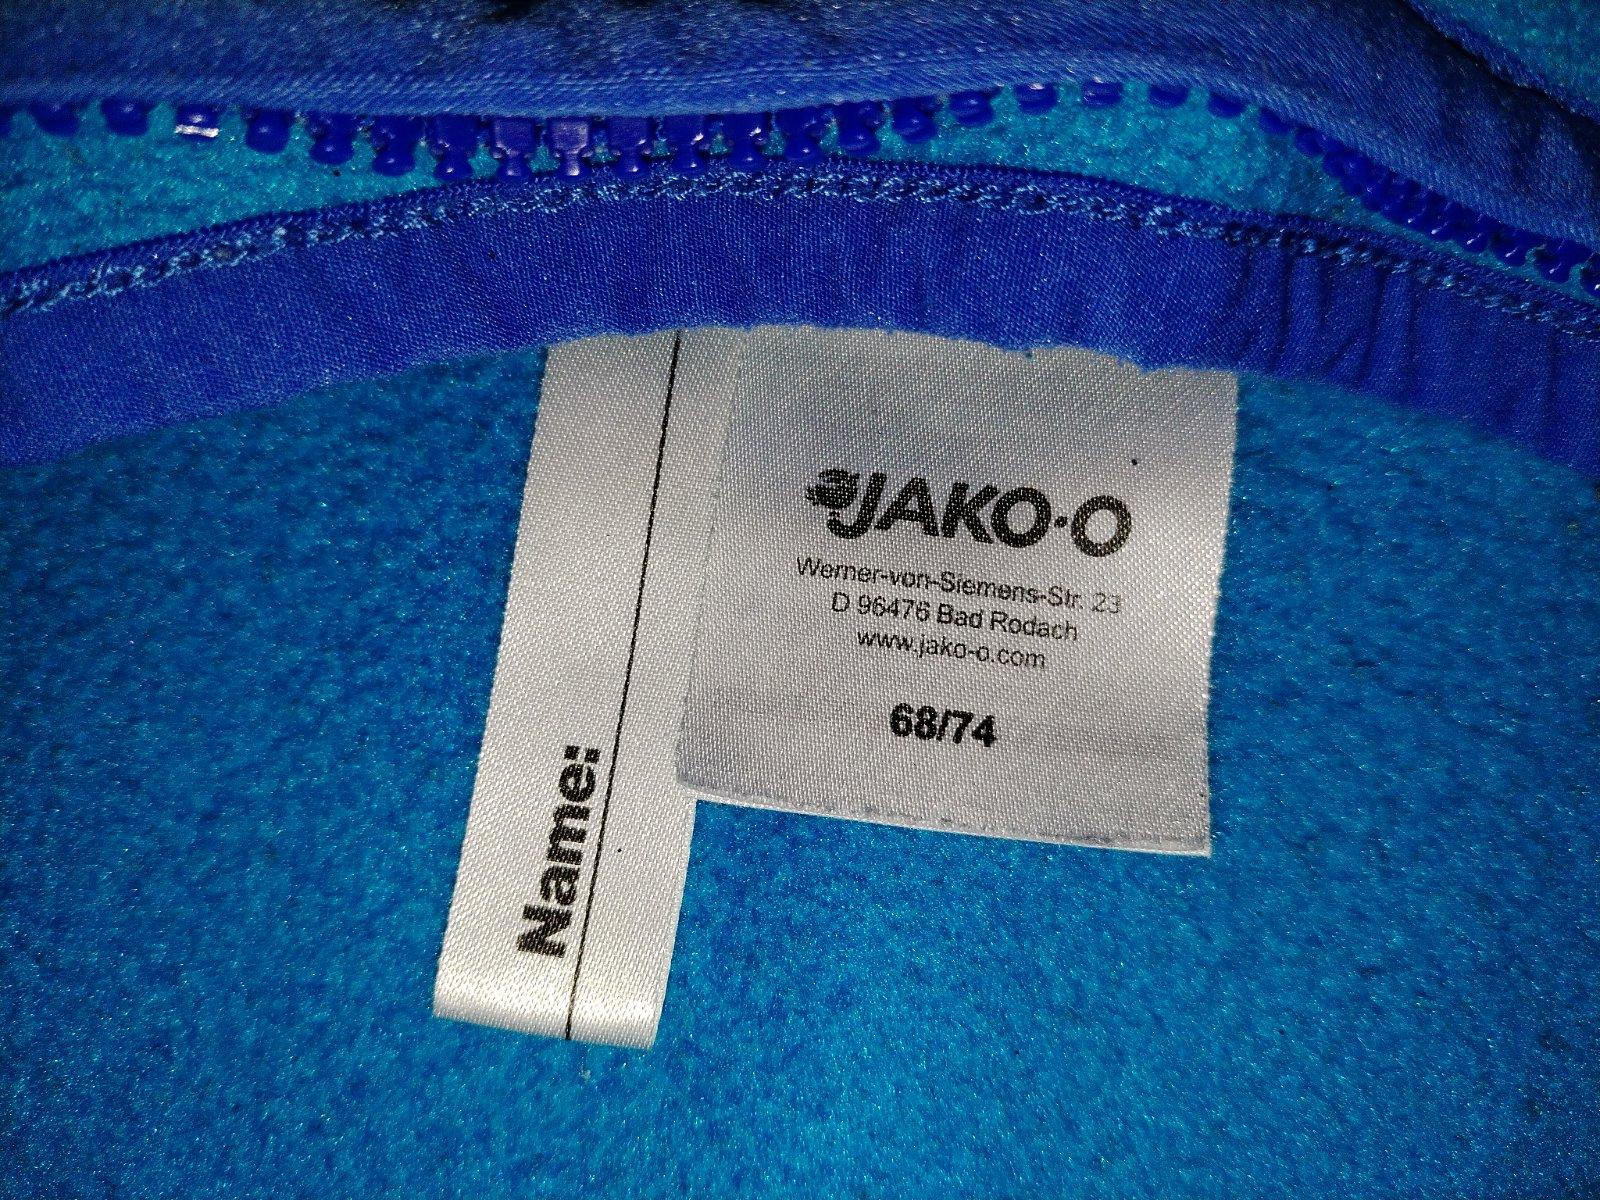 JAKO·O
Werner-von-Siemens-Str. 23
D 96476 Bad Rodach
www.jako-o.com
68/74
Name: